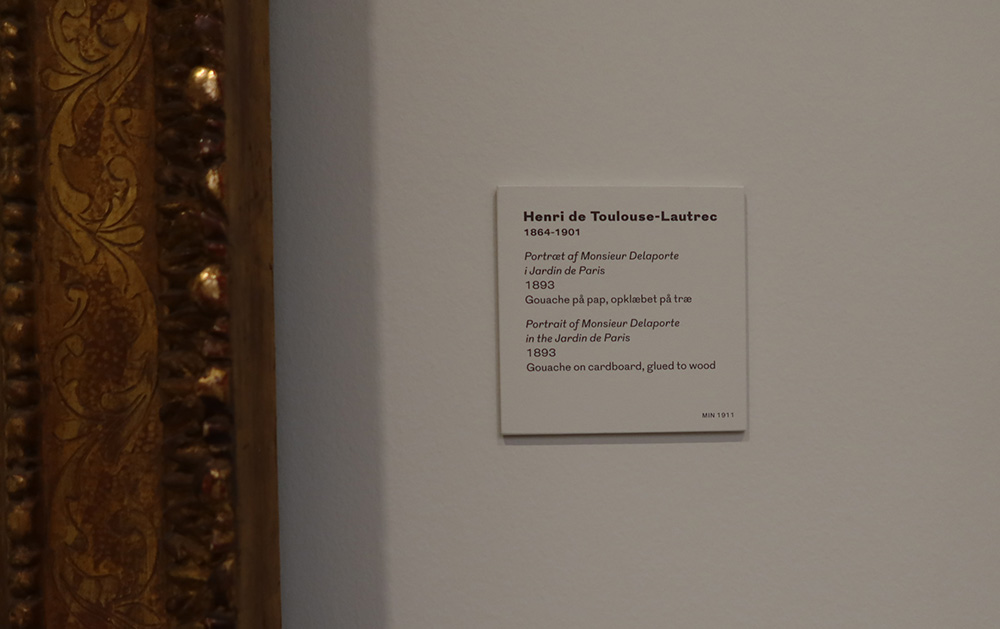 Henri de Toulouse-Lautrec
1864-1901
Portræt af Monsieur Delaporte
i Jardin de Paris
1893
Gouache på pap, opklæbet på træ
Portrait of Monsieur Delaporte
in the Jardin de Paris
1893
Gouache on cardboard, glued to wood
MIN 1911